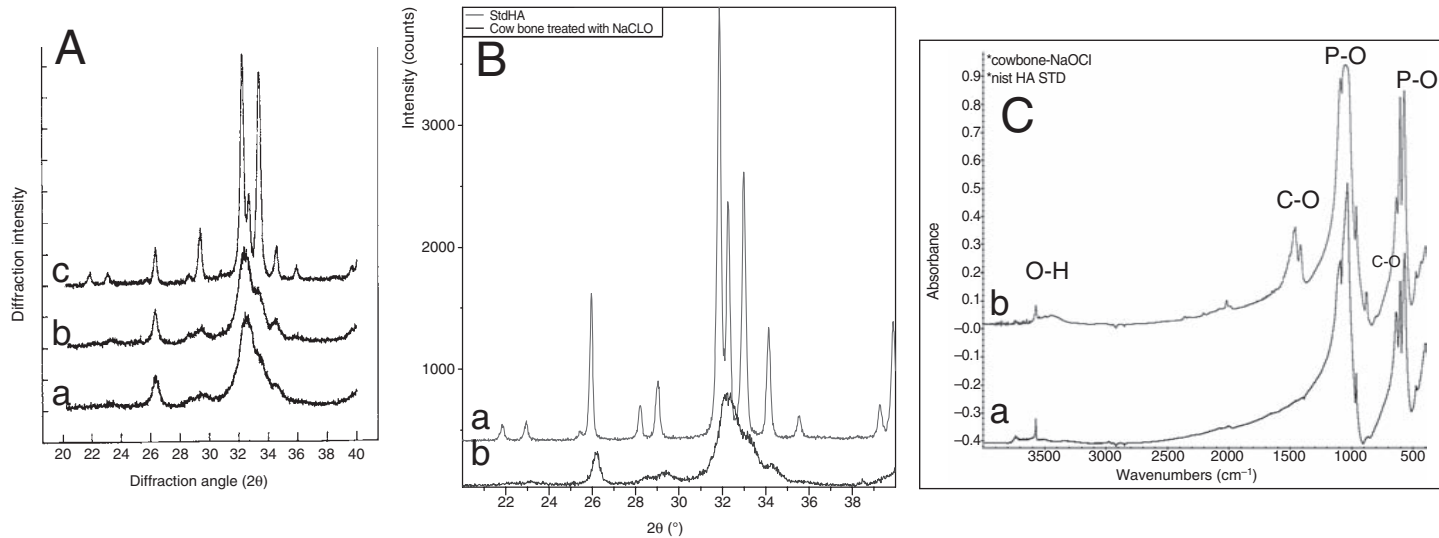 A
Diffraction intensity
c
b
a
20 22 24 26 28 30 32 34 36 38 40
Diffraction angle (2θ)
StdHA
Cow bone treated with NaCLO
B
Intensity (counts)
3000
2000
1000
a
b
22 24 26 28 30 32 34 36 38
2θ (°)
*cowbone-NaOCl
*nist HA STD
C
P-O
P-O
C-O
C-O
O-H
Absorbance
0.9
0.8
0.7
0.6
0.5
0.4
0.3
0.2
0.1
–0.0
–0.1
–0.2
–0.3
–0.4
b
a
3500 3000 2000 1500 1000 500
Wavenumbers (cm–1)